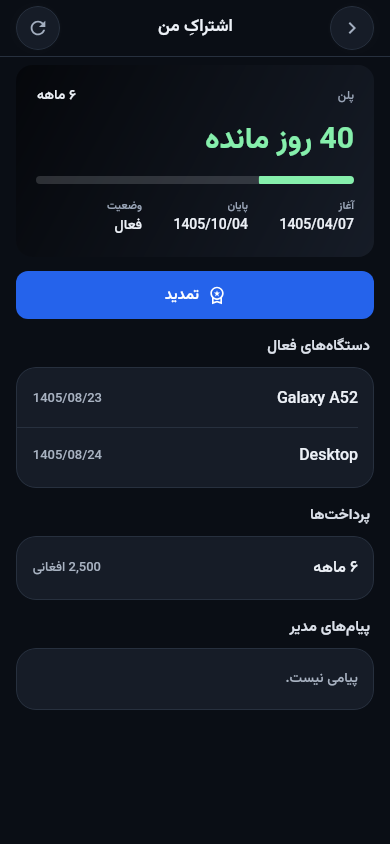 اشتراکِ من
پلن
۶ ماهه
40 روز مانده
آغاز
پایان
وضعیت
1405/04/07
1405/10/04
فعال
تمدید
دستگاه‌های فعال
Galaxy A52
1405/08/23
Desktop
1405/08/24
پرداخت‌ها
۶ ماهه
2,500 افغانی
پیام‌های مدیر
پیامی نیست.